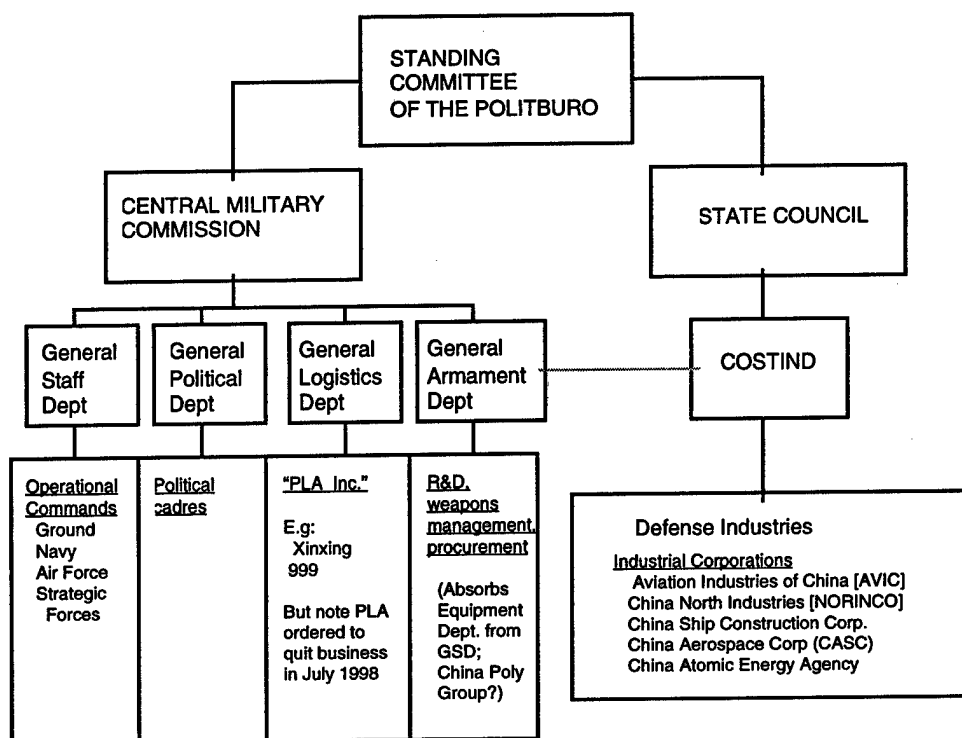 STANDING
COMMITTEE
OF THE POLITBURO
CENTRAL MILITARY
COMMISSION
STATE COUNCIL
General
Staff
Dept
General
Political
Dept
General
Logistics
Dept
General
Armament
Dept
COSTIND
Operational
Commands
Ground
Navy
Air Force
Strategic
Forces
Political
cadres
"PLA Inc."
E.g:
Xinxing
999
But note PLA
ordered to
quit business
in July 1998
R&D,
weapons
management,
procurement
(Absorbs
Equipment
Dept. from
GSD;
China Poly
Group?)
Defense Industries
Industrial Corporations
Aviation Industries of China [AVIC]
China North Industries [NORINCO]
China Ship Construction Corp.
China Aerospace Corp (CASC)
China Atomic Energy Agency